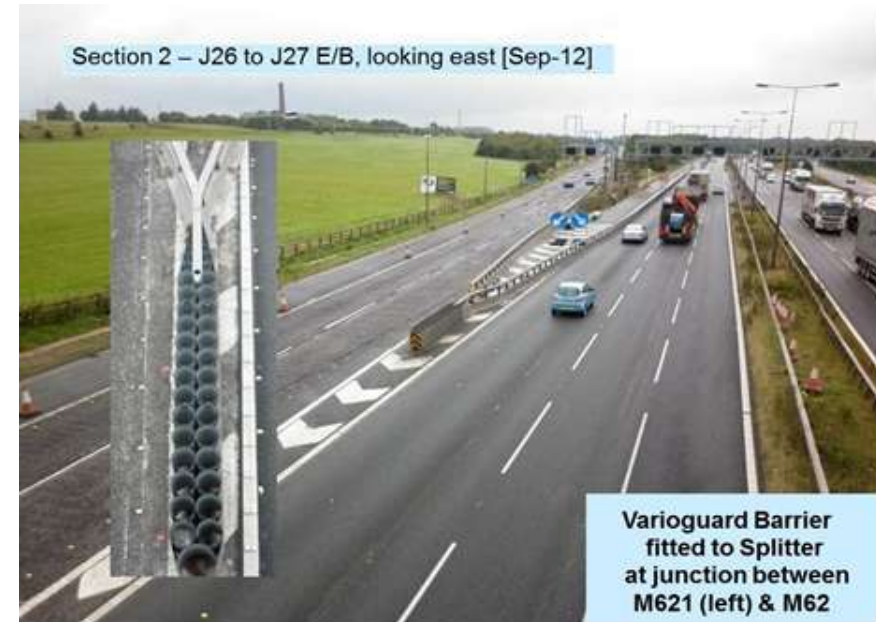 Section 2 – J26 to J27 E/B, looking east [Sep-12]
Varioguard Barrier
fitted to Splitter
at junction between
M621 (left) & M62